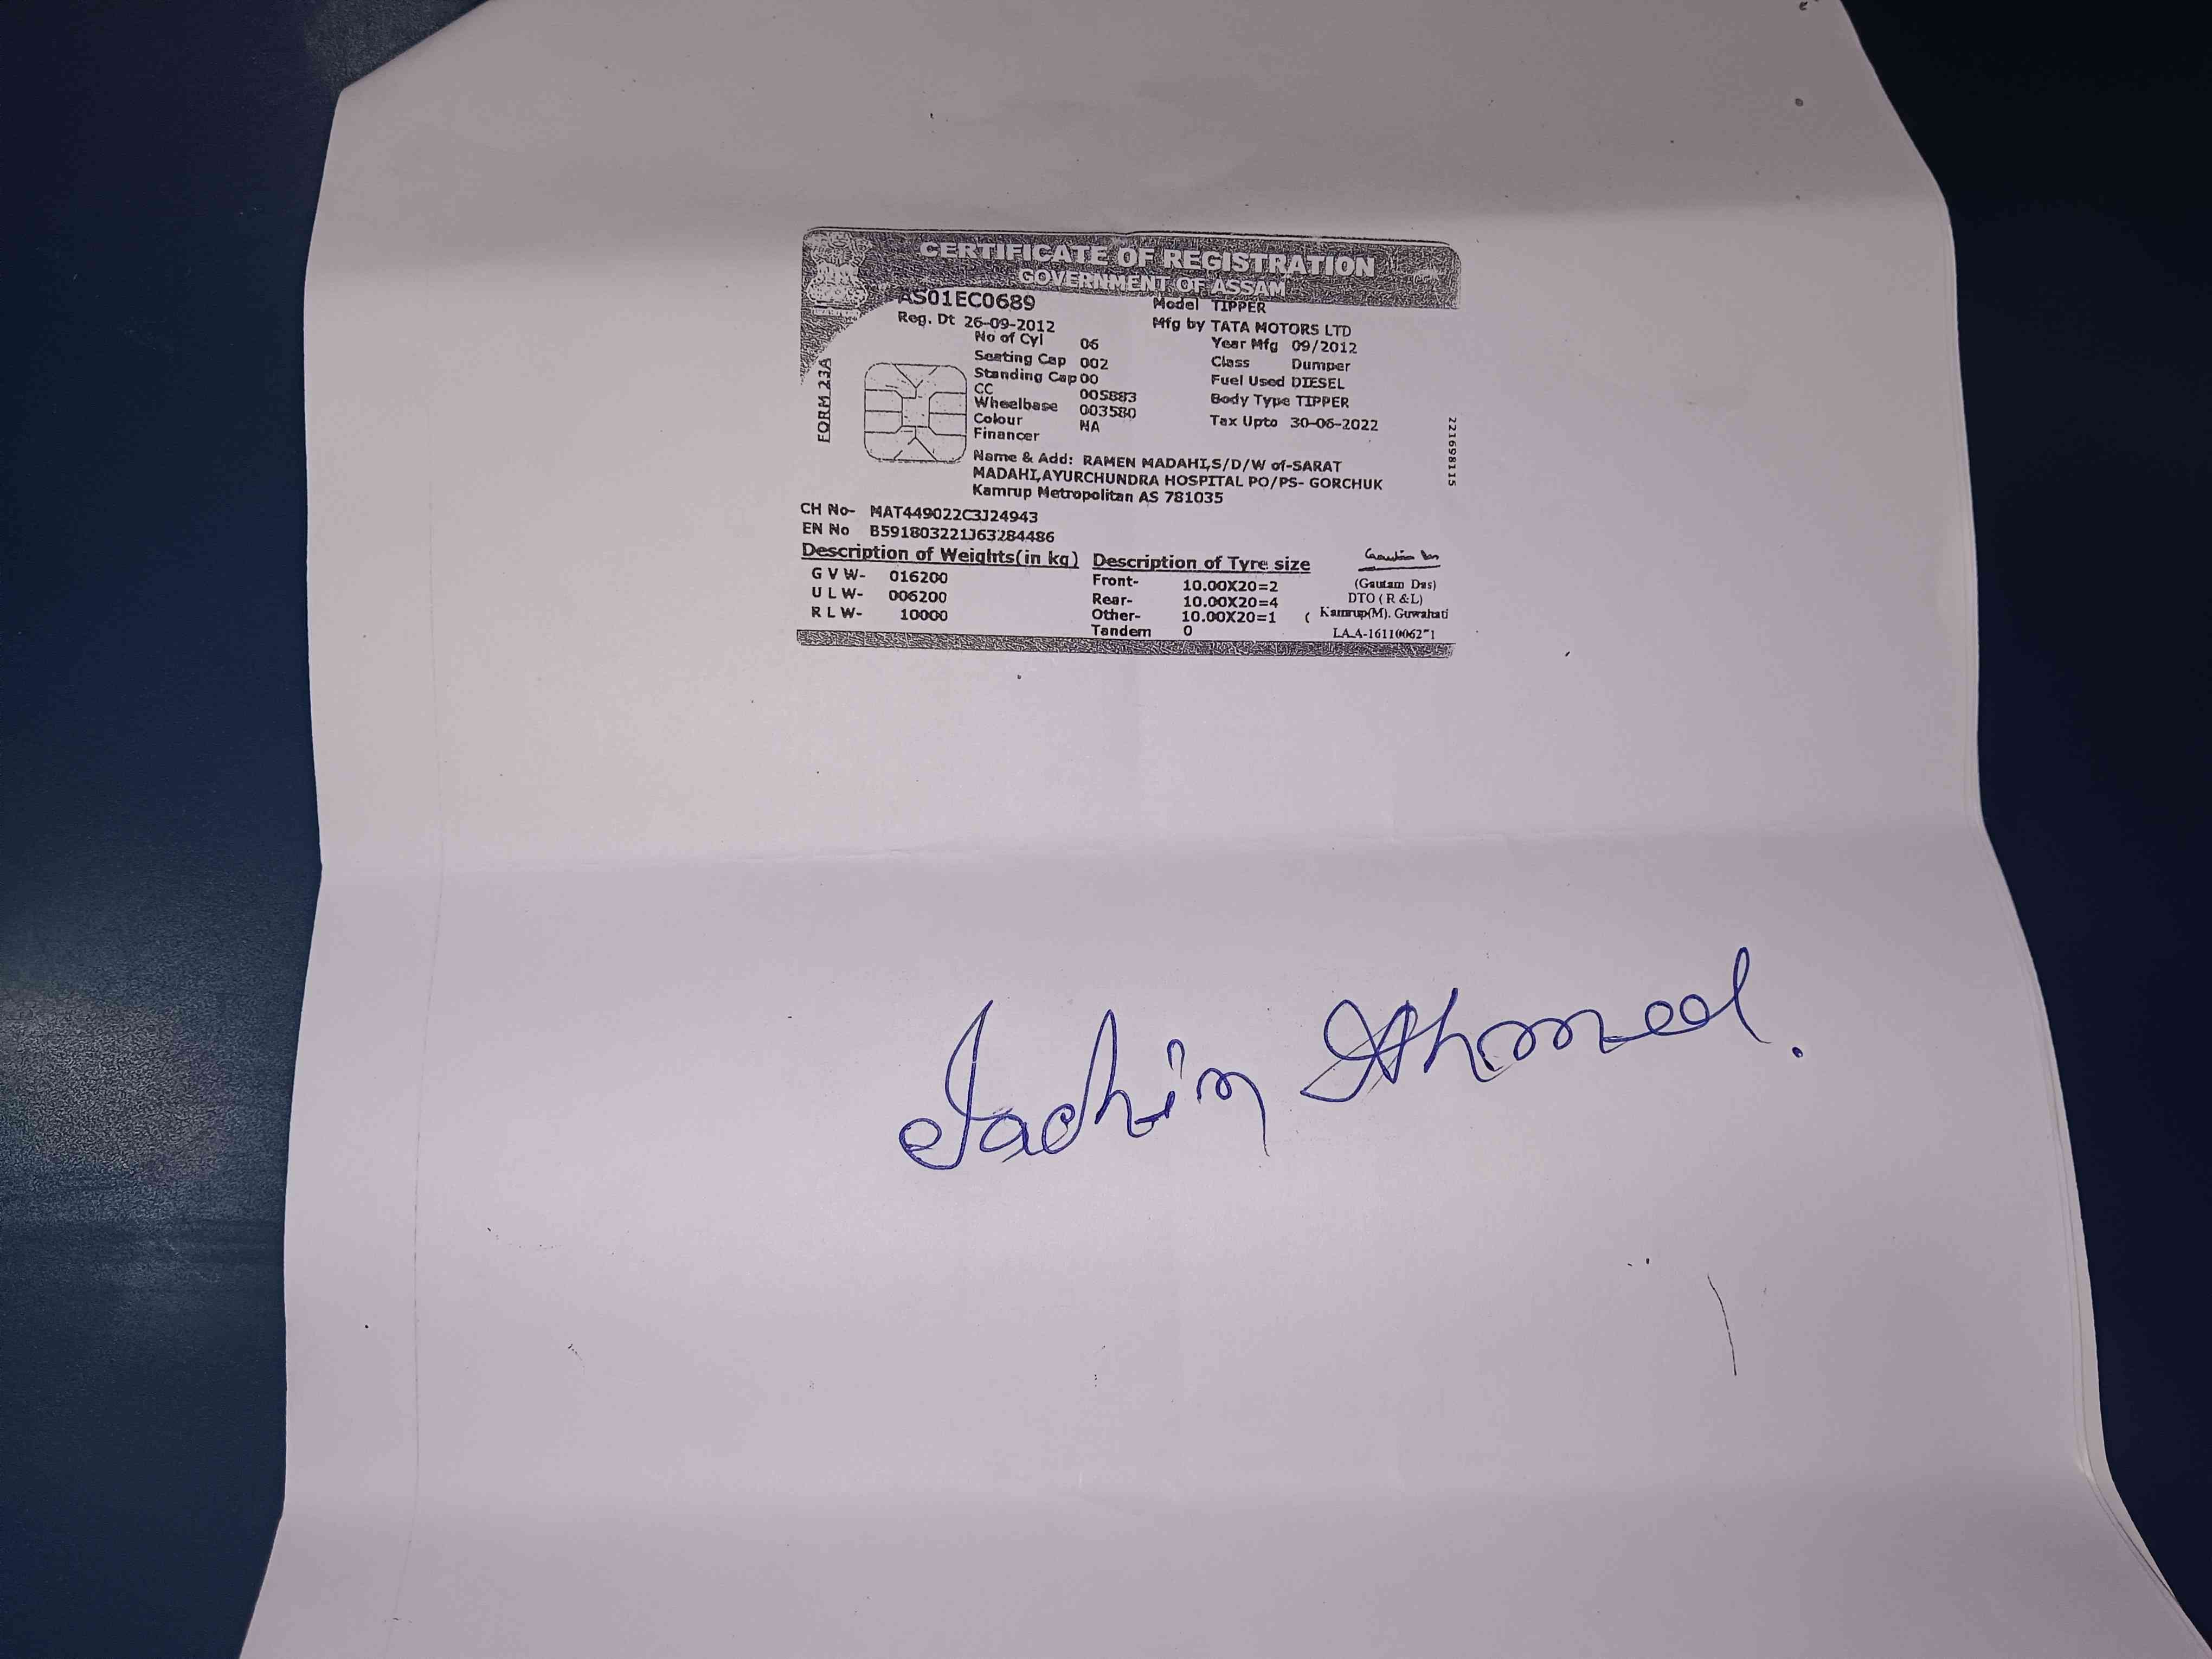 CERTIFICATE OF REGISTRATION
GOVERNMENT OF ASSAM
AS01EC0689 Model TIPPER
Reg. Dt 26-09-2012 Mfg by TATA MOTORS LTD
No of Cyl 06 Year Mfg 09/2012
Seating Cap 002 Class Dumper
Standing Cap 00 Fuel Used DIESEL
CC 005883 Body Type TIPPER
Wheelbase 003580
Colour NA Tax Upto 30-06-2022
Financer
FORM 23A
221698115
Name & Add: RAMEN MADAHI,S/D/W of-SARAT
MADAHI,AYURCHUNDRA HOSPITAL PO/PS- GORCHUK
Kamrup Metropolitan AS 781035
CH No- MAT449022C3J24943
EN No B591803221J63284486
Description of Weights(in kg) Description of Tyre size
G V W- 016200 Front- 10.00X20=2 (Gautam Das)
U L W- 006200 Rear- 10.00X20=4 DTO ( R &L)
R L W- 10000 Other- 10.00X20=1 ( Kamrup(M). Guwahati
Tandem 0
Ahmed.